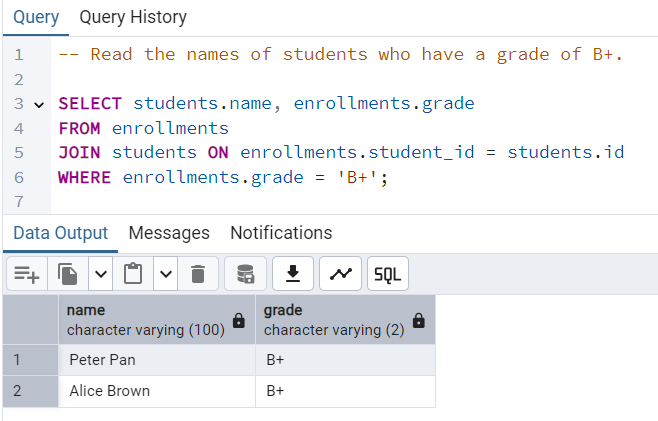 Query Query History
1 -- Read the names of students who have a grade of B+.
2
3 SELECT students.name, enrollments.grade
4 FROM enrollments
5 JOIN students ON enrollments.student_id = students.id
6 WHERE enrollments.grade = 'B+';
7
Data Output Messages Notifications
SQL
name grade
character varying (100) character varying (2)
1 Peter Pan B+
2 Alice Brown B+